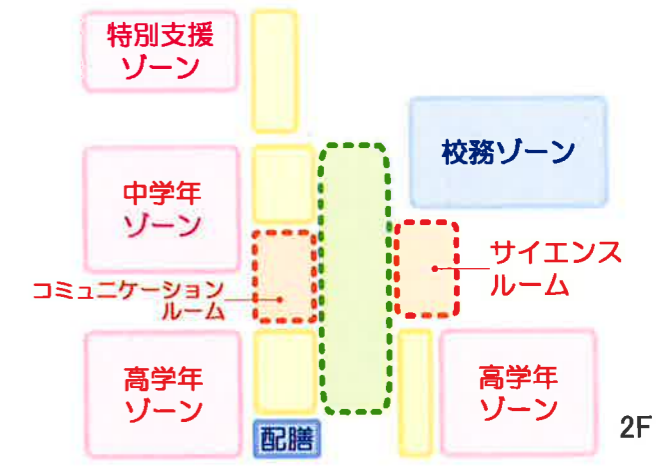 特別支援
ゾーン
校務ゾーン
中学年
ゾーン
サイエンス
ルーム
コミュニケーション
ルーム
高学年
ゾーン
高学年
ゾーン
配膳
2F